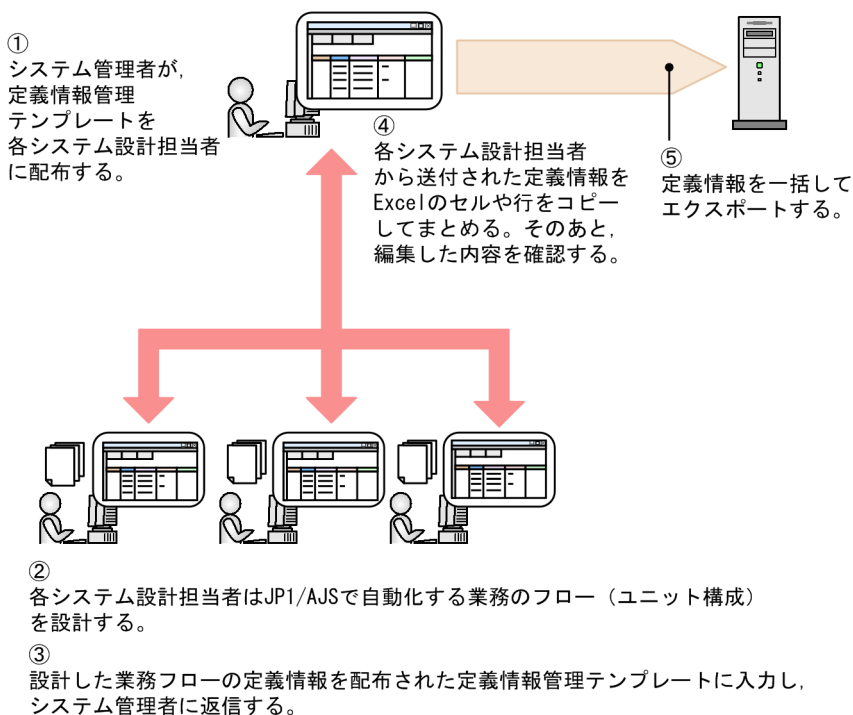 ①
システム管理者が,
定義情報管理
テンプレートを
各システム設計担当者
に配布する。
④
各システム設計担当者
から送付された定義情報を
Excelのセルや行をコピー
してまとめる。そのあと,
編集した内容を確認する。
⑤
定義情報を一括して
エクスポートする。
②
各システム設計担当者はJP1/AJSで自動化する業務のフロー（ユニット構成）
を設計する。
③
設計した業務フローの定義情報を配布された定義情報管理テンプレートに入力し,
システム管理者に返信する。